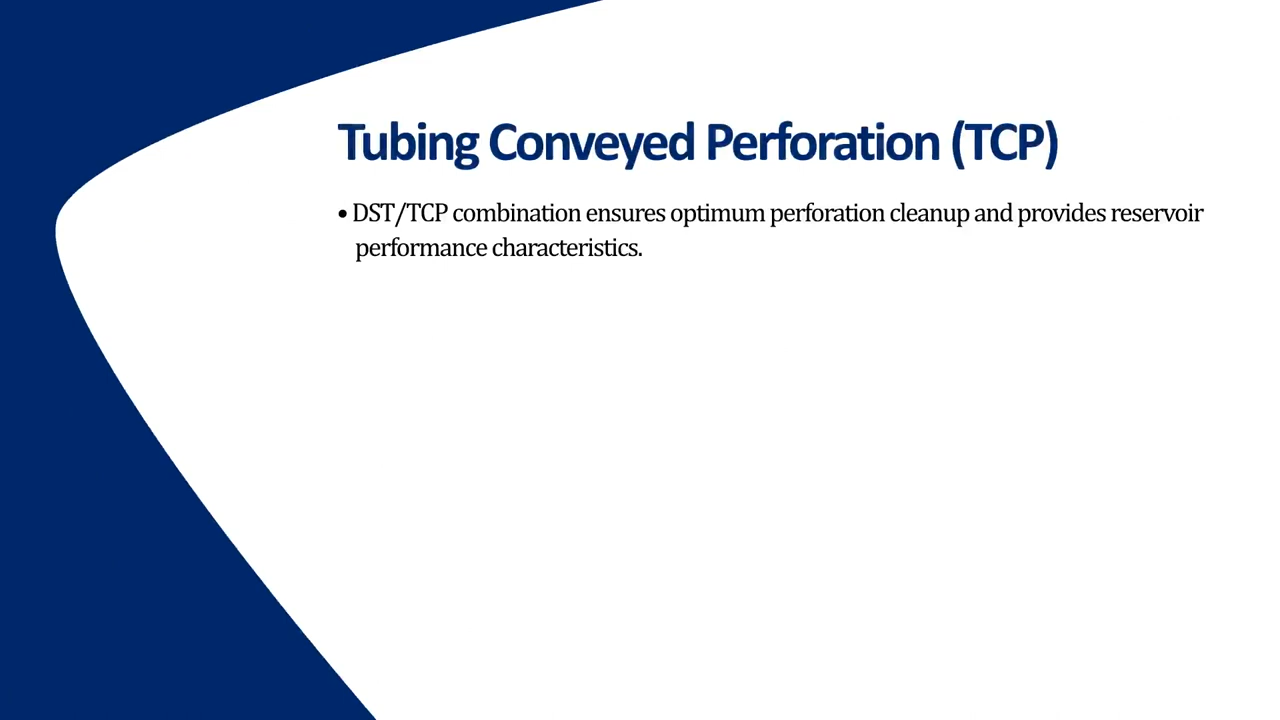 Tubing Conveyed Perforation (TCP)
• DST/TCP combination ensures optimum perforation cleanup and provides reservoir
performance characteristics.